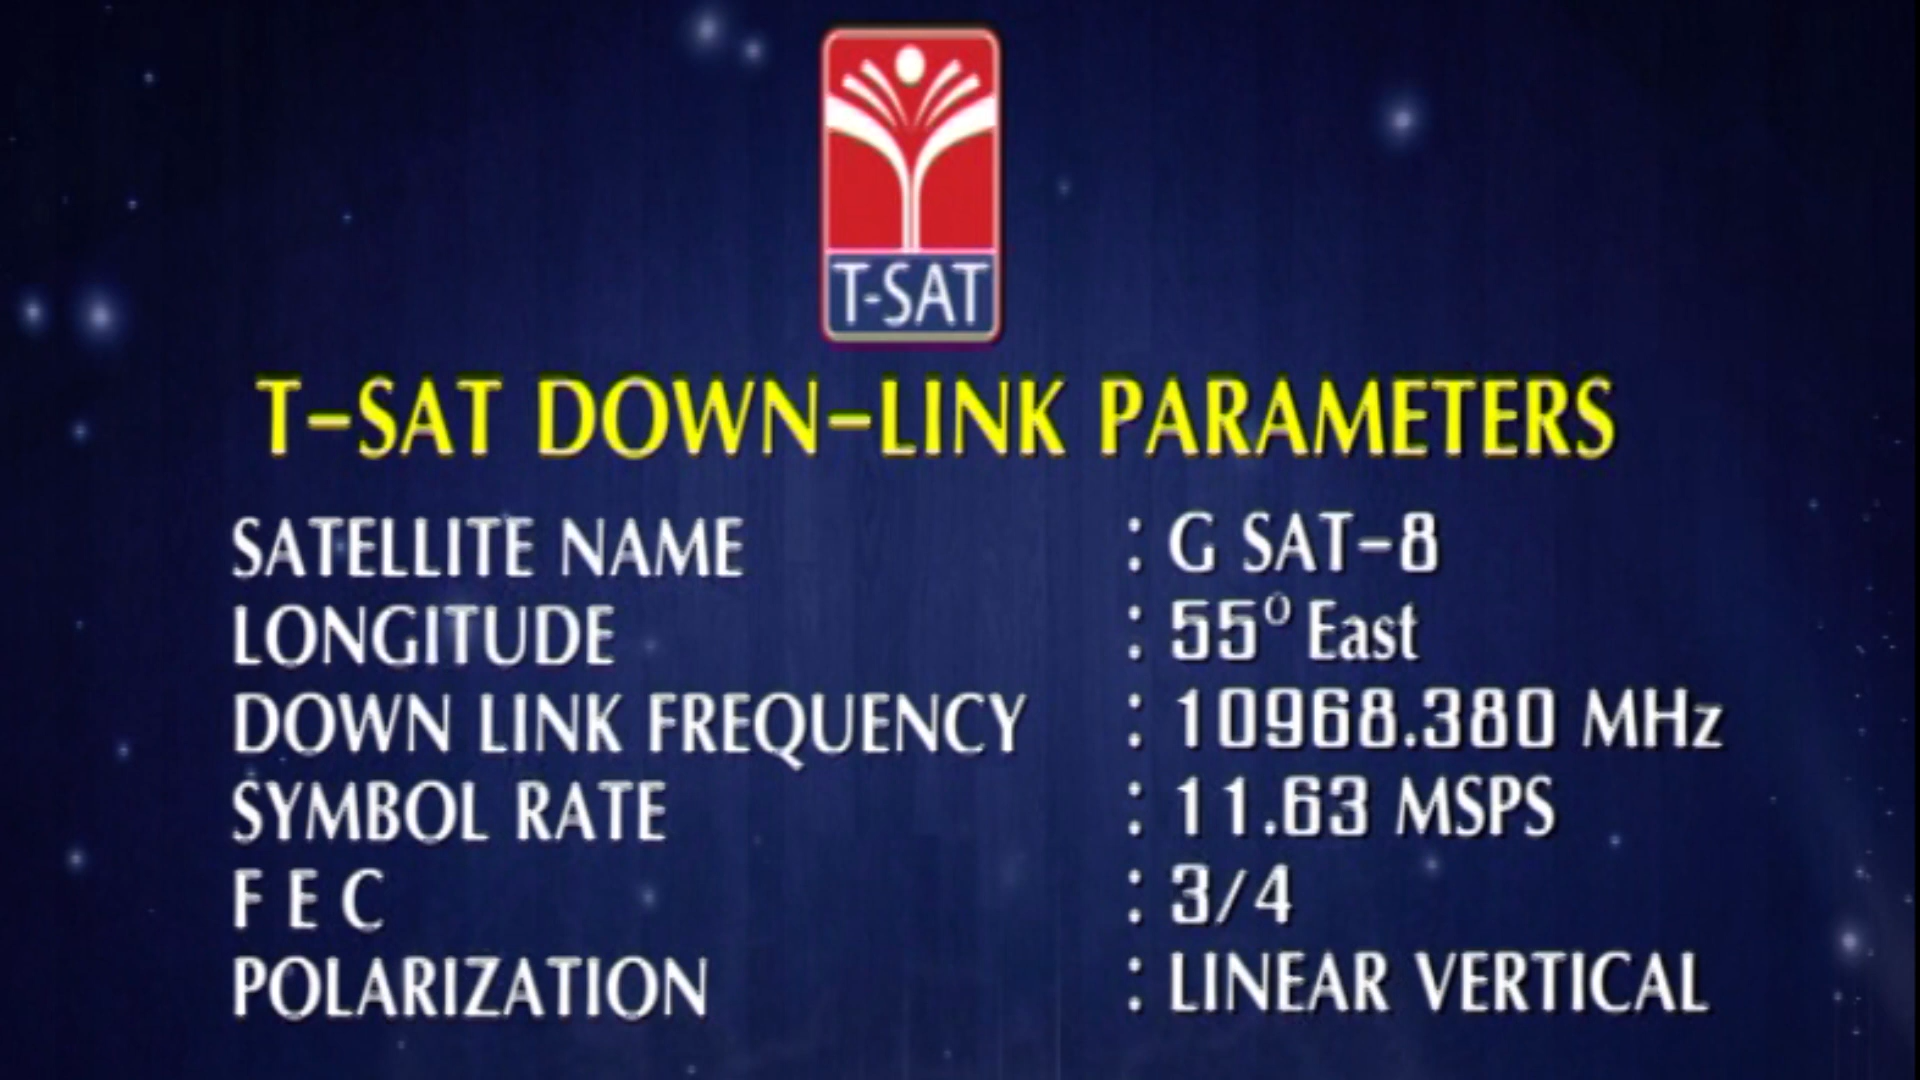 T-SAT
T-SAT DOWN-LINK PARAMETERS
SATELLITE NAME : G SAT-8
LONGITUDE : 55⁰ East
DOWN LINK FREQUENCY : 10968.380 MHz
SYMBOL RATE : 11.63 MSPS
F E C : 3/4
POLARIZATION : LINEAR VERTICAL